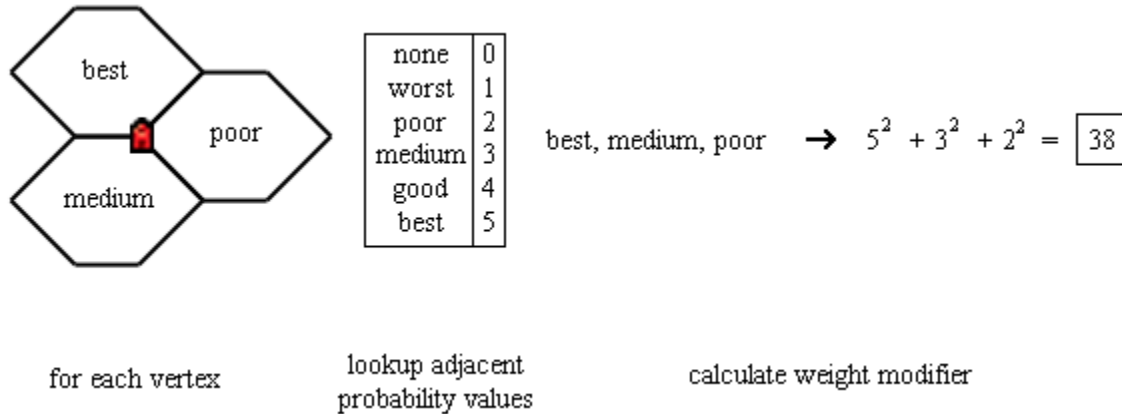 best
poor
medium
none 0
worst 1
poor 2
medium 3
good 4
best 5
best, medium, poor → 5² + 3² + 2² = 38
for each vertex
lookup adjacent
probability values
calculate weight modifier